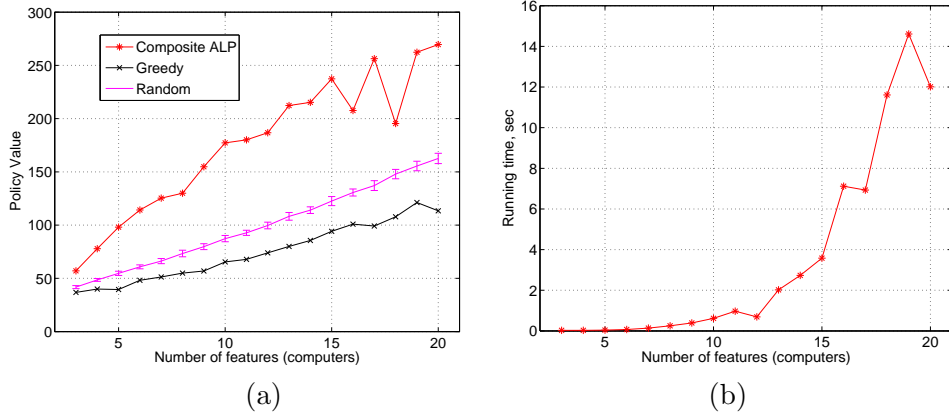 300
250
200
150
100
50
0
Policy Value
Composite ALP
Greedy
Random
5
10
15
20
Number of features (computers)
(a)
16
14
12
10
8
6
4
2
0
Running time, sec
5
10
15
20
Number of features (computers)
(b)